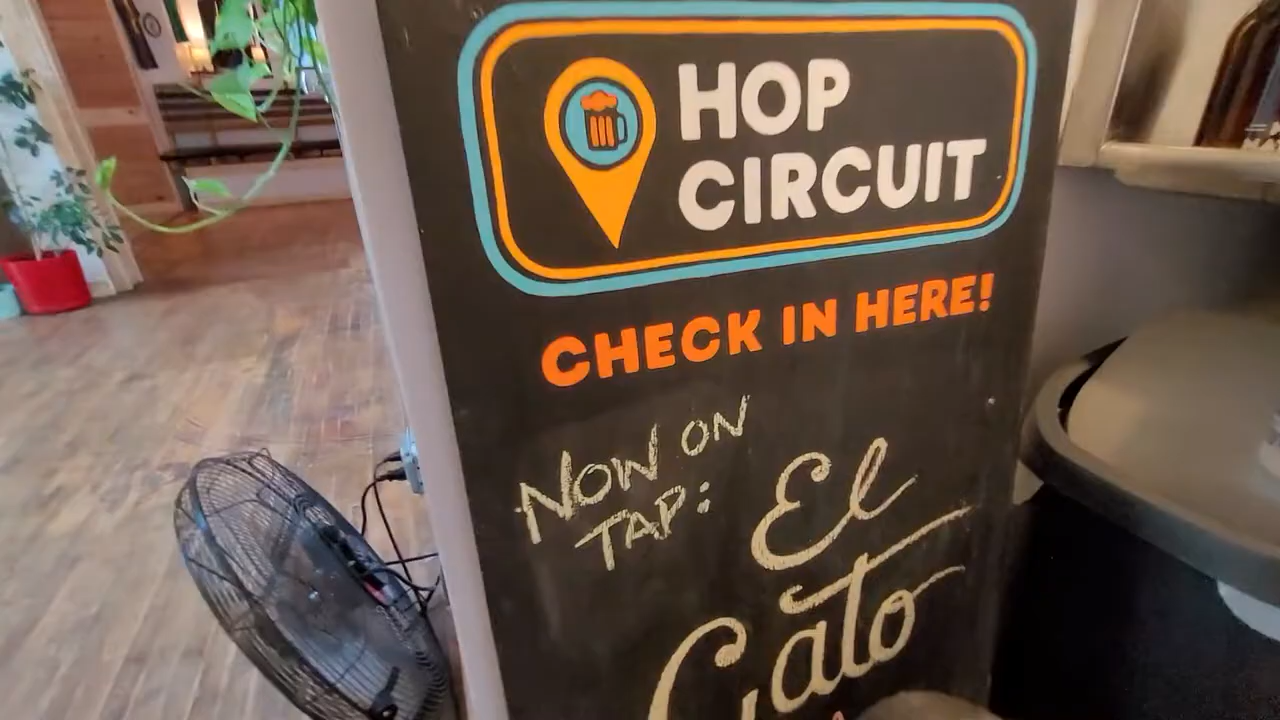 HOP
CIRCUIT
CHECK IN HERE!
NOW ON
TAP:
El
Gato